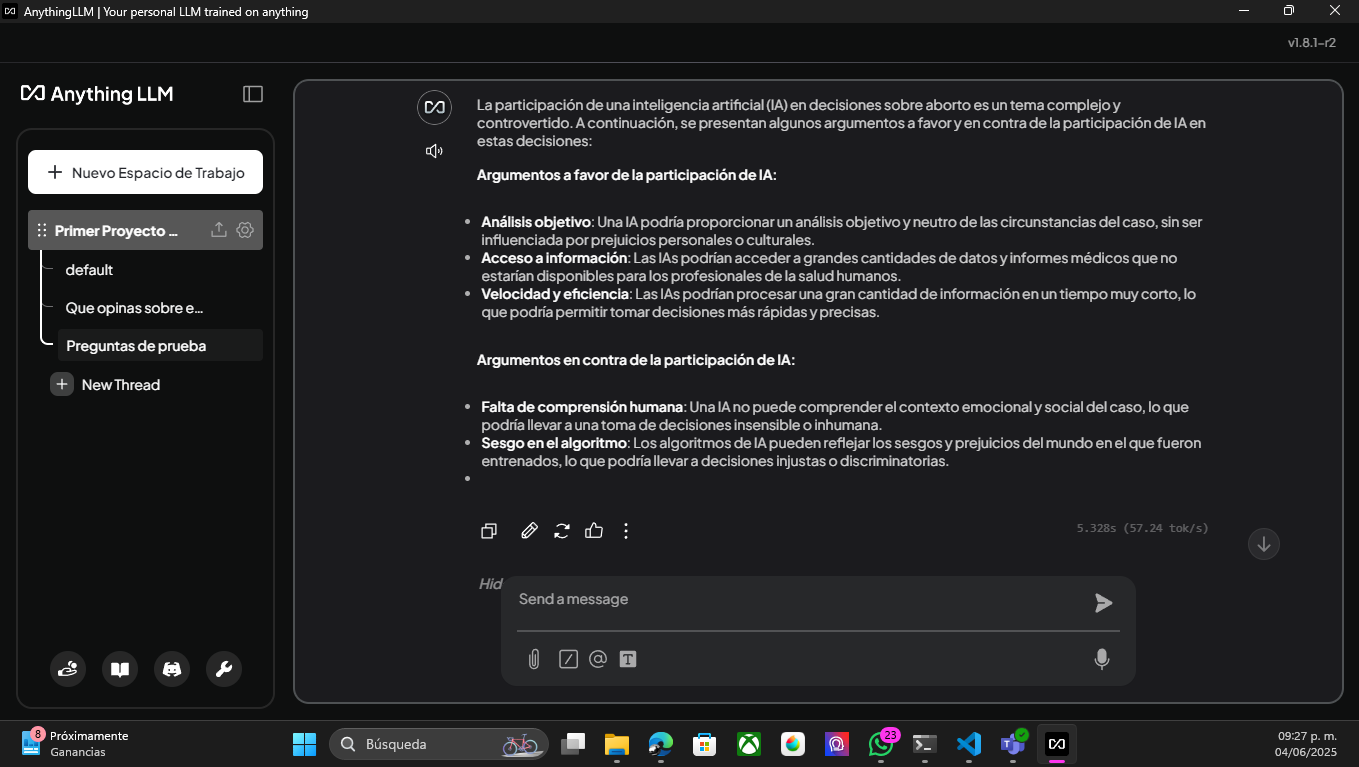 AnythingLLM | Your personal LLM trained on anything
v1.8.1-r2
Anything LLM
+ Nuevo Espacio de Trabajo
Primer Proyecto ...
default
Que opinas sobre e...
Preguntas de prueba
+ New Thread
La participación de una inteligencia artificial (IA) en decisiones sobre aborto es un tema complejo y
controvertido. A continuación, se presentan algunos argumentos a favor y en contra de la participación de IA en
estas decisiones:
Argumentos a favor de la participación de IA:
• Análisis objetivo: Una IA podría proporcionar un análisis objetivo y neutro de las circunstancias del caso, sin ser
influenciada por prejuicios personales o culturales.
• Acceso a información: Las IAs podrían acceder a grandes cantidades de datos y informes médicos que no
estarían disponibles para los profesionales de la salud humanos.
• Velocidad y eficiencia: Las IAs podrían procesar una gran cantidad de información en un tiempo muy corto, lo
que podría permitir tomar decisiones más rápidas y precisas.
Argumentos en contra de la participación de IA:
• Falta de comprensión humana: Una IA no puede comprender el contexto emocional y social del caso, lo que
podría llevar a una toma de decisiones insensible o inhumana.
• Sesgo en el algoritmo: Los algoritmos de IA pueden reflejar los sesgos y prejuicios del mundo en el que fueron
entrenados, lo que podría llevar a decisiones injustas o discriminatorias.
•
5.328s (57.24 tok/s)
Hid
Send a message
8
Próximamente
Ganancias
Búsqueda
23
09:27 p. m.
04/06/2025